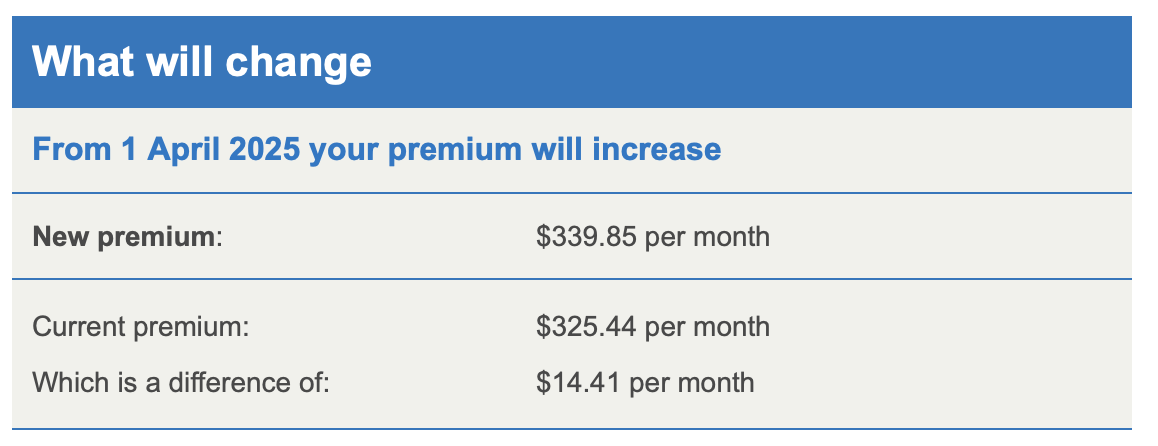 What will change
From 1 April 2025 your premium will increase
New premium: $339.85 per month
Current premium: $325.44 per month
Which is a difference of: $14.41 per month